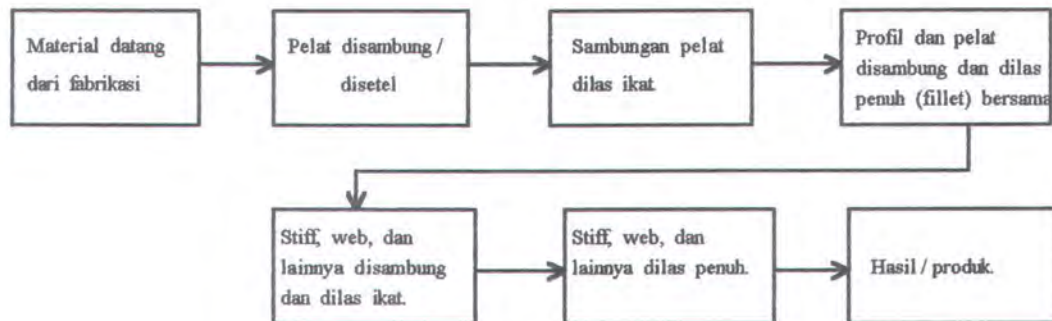 Material datang
dari fabrikasi
Pelat disambung /
disetel
Sambungan pelat
dilas ikat
Profil dan pelat
disambung dan dilas
penuh (fillet) bersama
Stiff, web, dan
lainnya disambung
dan dilas ikat.
Stiff, web, dan
lainnya dilas penuh.
Hasil / produk.